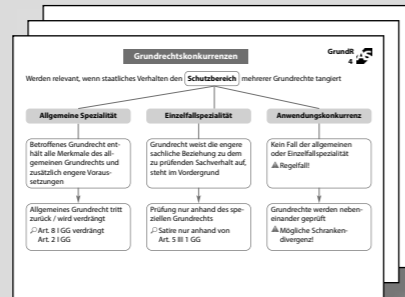 Grundrechtskonkurrenzen
GrundR
4
Werden relevant, wenn staatliches Verhalten den Schutzbereich mehrerer Grundrechte tangiert
Allgemeine Spezialität
Einzelfallspezialität
Anwendungskonkurrenz
Betroffenes Grundrecht ent-
hält alle Merkmale des all-
gemeinen Grundrechts und
zusätzlich engere Voraus-
setzungen
Grundrecht weist die engere
sachliche Beziehung zu dem
zu prüfenden Sachverhalt auf,
steht im Vordergrund
Kein Fall der allgemeinen
oder Einzelfallspezialität
Regelfall!
Allgemeines Grundrecht tritt
zurück / wird verdrängt
Art. 8 I GG verdrängt
Art. 2 I GG
Prüfung nur anhand des spe-
ziellen Grundrechts
Satire nur anhand von
Art. 5 III 1 GG
Grundrechte werden neben-
einander geprüft
Mögliche Schranken-
divergenz!